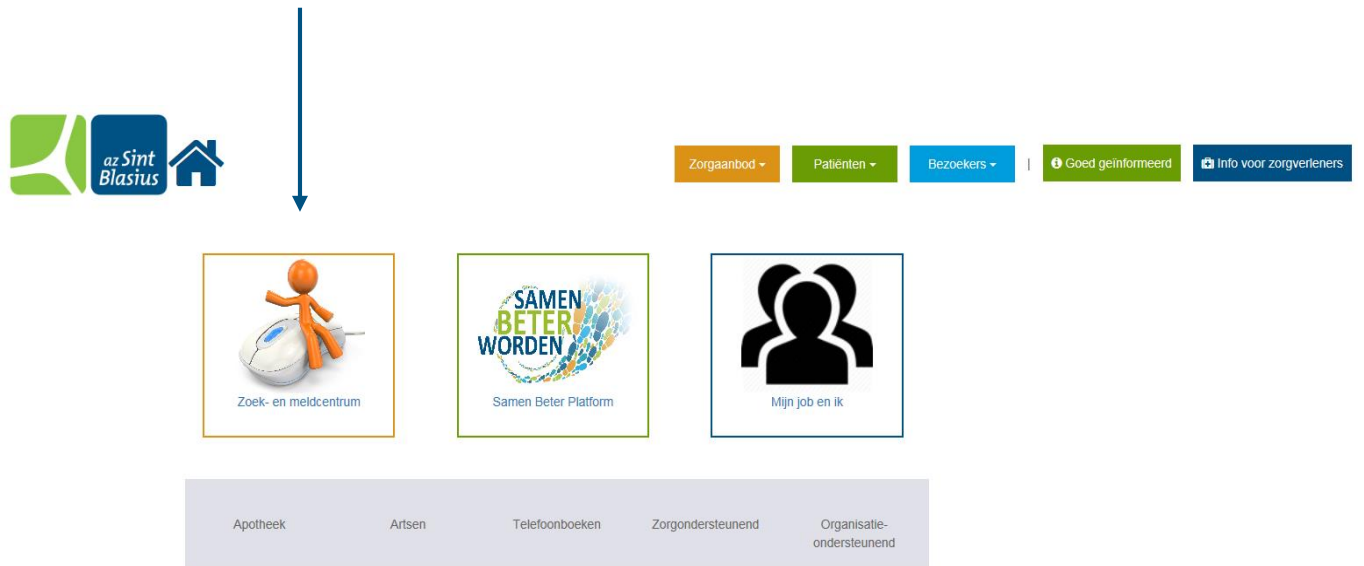 az Sint
Blasius
Zorgaanbod
Patiënten
Bezoekers
|
Goed geïnformeerd
Info voor zorgverleners
SAMEN
BETER
WORDEN
Zoek- en meldcentrum
Samen Beter Platform
Mijn job en ik
Apotheek
Artsen
Telefoonboeken
Zorgondersteunend
Organisatie-
ondersteunend